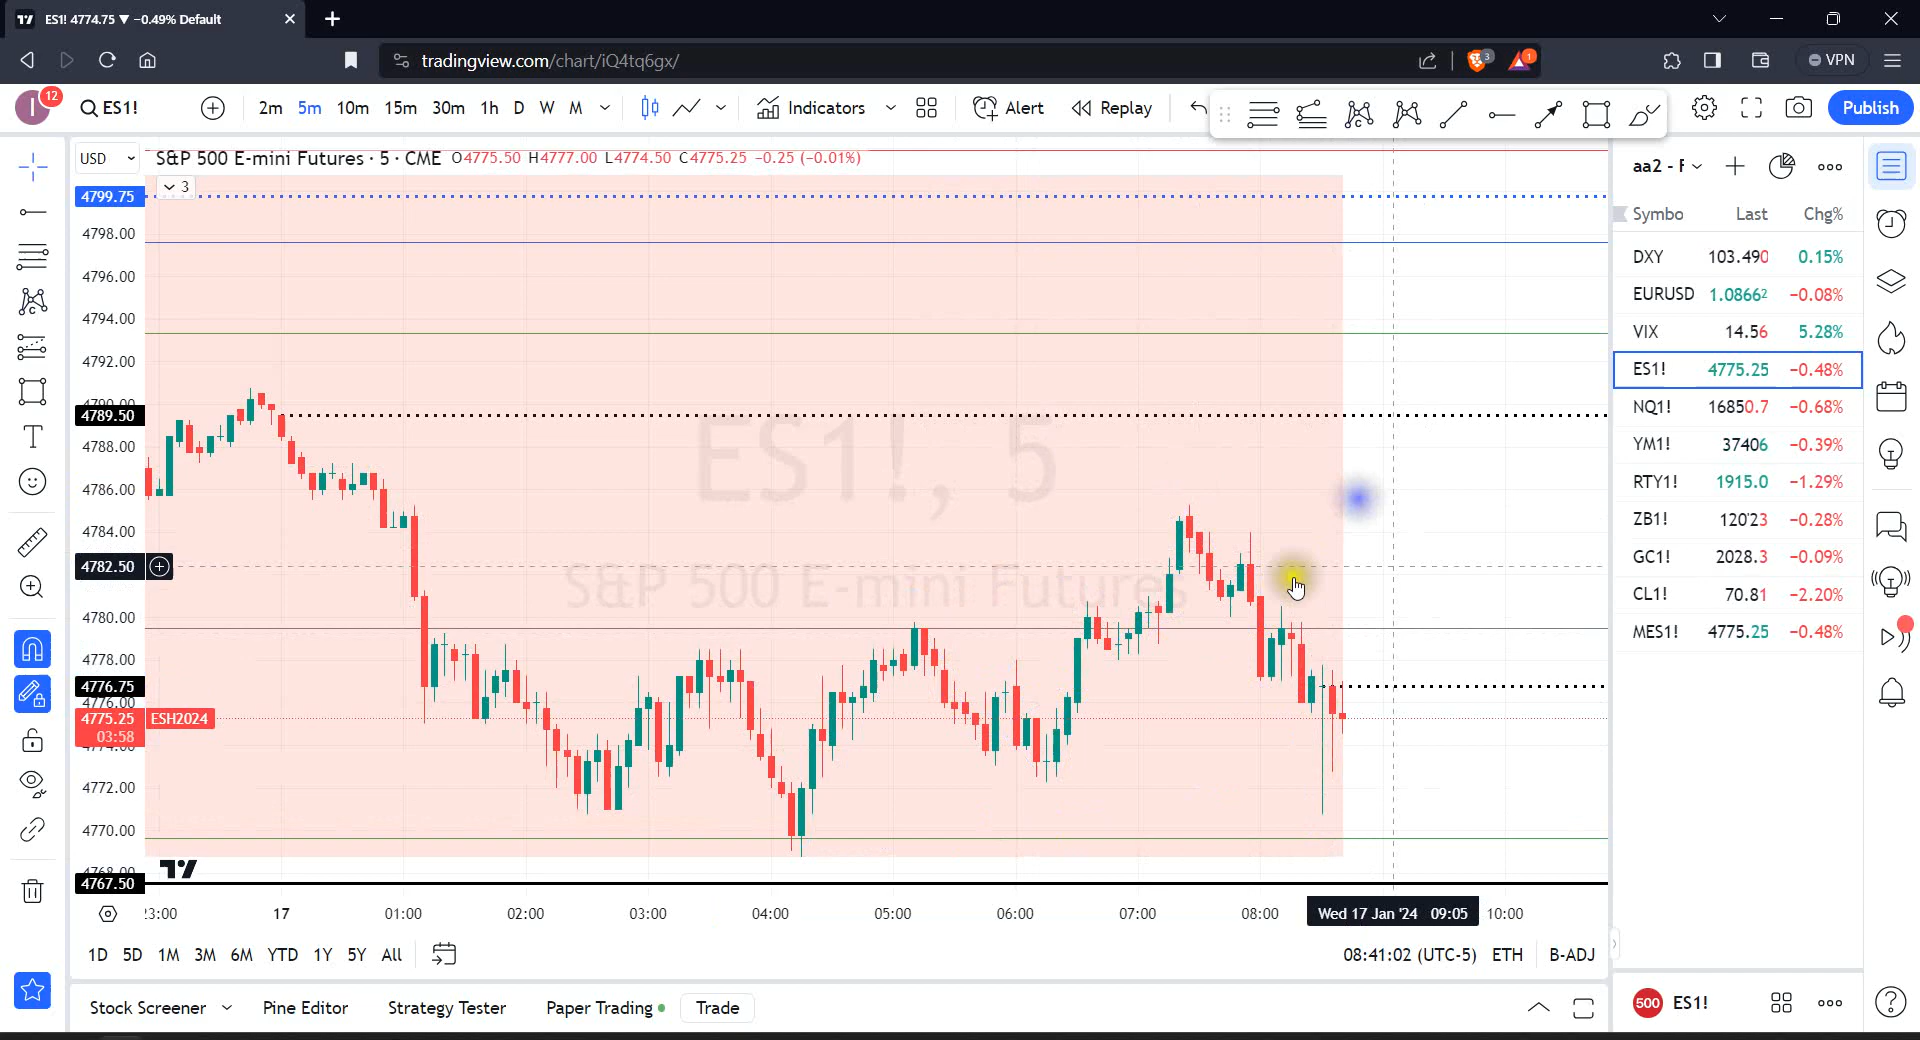 ES1! 4774.75 ▼ −0.49% Default
tradingview.com/chart/iQ4tq6gx/
3
1
VPN
I
12
ES1!
2m 5m 10m 15m 30m 1h D W M
Indicators
Alert
Replay
Publish
USD
S&P 500 E-mini Futures · 5 · CME O4775.50 H4777.00 L4774.50 C4775.25 −0.25 (−0.01%)
3
4799.75
4798.00
4796.00
4794.00
4792.00
4789.50
4788.00
4786.00
4784.00
4782.50
4780.00
4778.00
4776.75
4776.00
4775.25 ESH2024
03:58
4772.00
4770.00
4768.00
4767.50
ES1!, 5
S&P 500 E-mini Futures
23:00 17 01:00 02:00 03:00 04:00 05:00 06:00 07:00 08:00 Wed 17 Jan '24 09:05 10:00
1D 5D 1M 3M 6M YTD 1Y 5Y All
08:41:02 (UTC-5) ETH B-ADJ
Stock Screener Pine Editor Strategy Tester Paper Trading Trade
aa2 - F
Symbo Last Chg%
DXY 103.490 0.15%
EURUSD 1.08662 −0.08%
VIX 14.56 5.28%
ES1! 4775.25 −0.48%
NQ1! 16850.7 −0.68%
YM1! 37406 −0.39%
RTY1! 1915.0 −1.29%
ZB1! 120'23 −0.28%
GC1! 2028.3 −0.09%
CL1! 70.81 −2.20%
MES1! 4775.25 −0.48%
500 ES1!